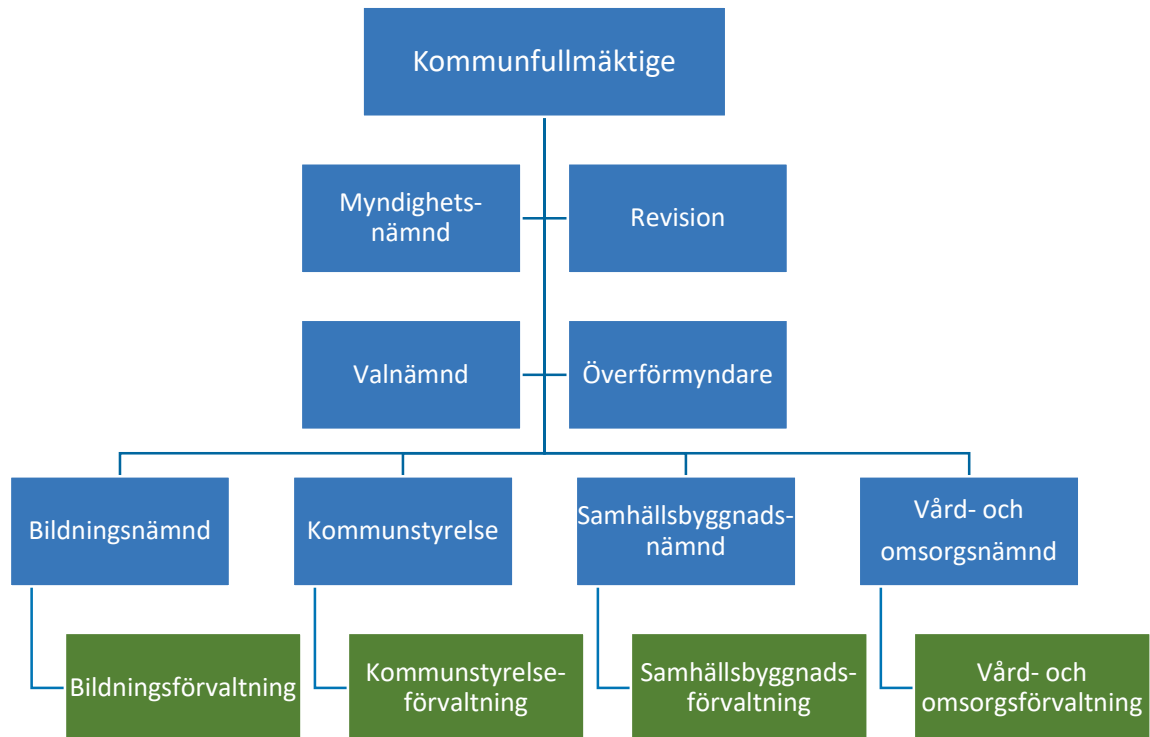 Kommunfullmäktige
Myndighets-
nämnd
Revision
Valnämnd
Överförmyndare
Bildningsnämnd
Kommunstyrelse
Samhällsbyggnads-
nämnd
Vård- och
omsorgsnämnd
Bildningsförvaltning
Kommunstyrelse-
förvaltning
Samhällsbyggnads-
förvaltning
Vård- och
omsorgsförvaltning